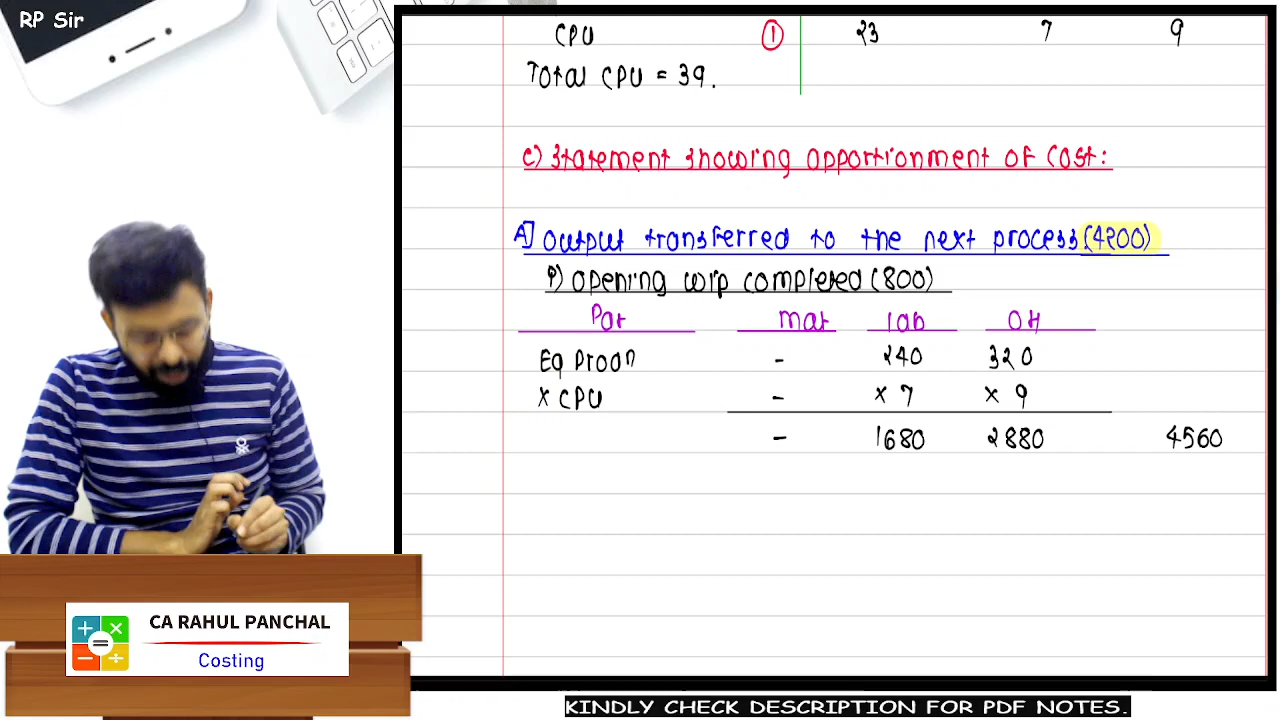 RP Sir
CPU ① 23 7 9
Total CPU = 39.
C) Statement showing apportionment of Cost:
A] Output transferred to the next process (4200)
i) Opening wip completed (800)
Par Mat lab OH
Eq Prodn - 240 320
x CPU - x 7 x 9
- 1680 2880 4560
CA RAHUL PANCHAL
Costing
KINDLY CHECK DESCRIPTION FOR PDF NOTES.